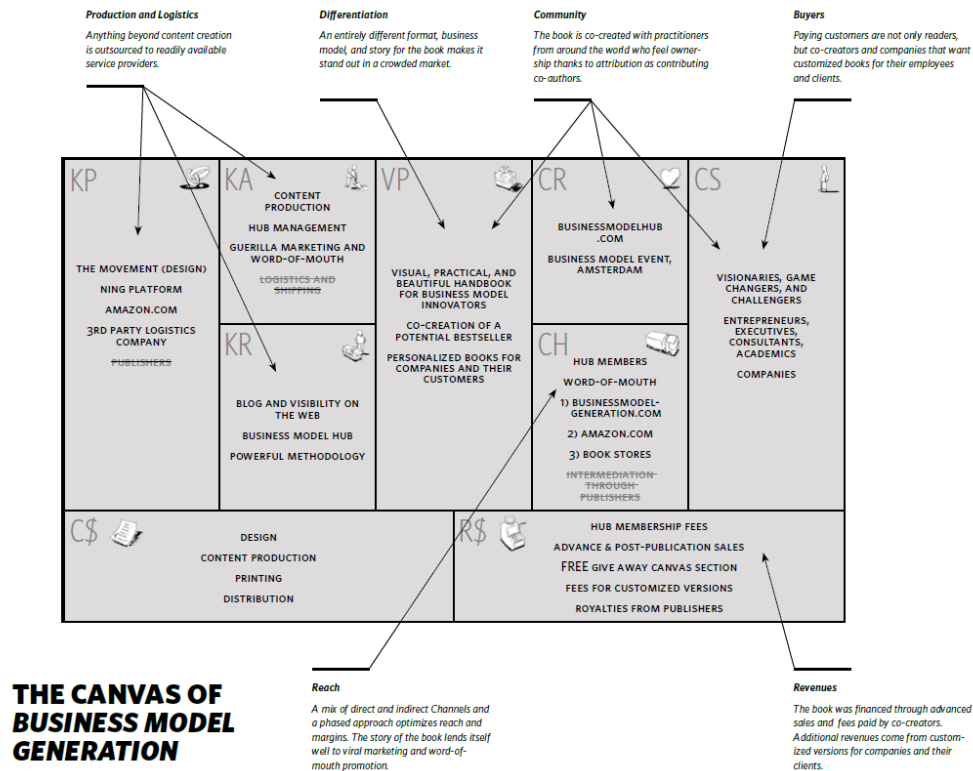 Production and Logistics
Anything beyond content creation
is outsourced to readily available
service providers.
Differentiation
An entirely different format, business
model, and story for the book makes it
stand out in a crowded market.
Community
The book is co-created with practitioners
from around the world who feel owner-
ship thanks to attribution as contributing
co-authors.
Buyers
Paying customers are not only readers,
but co-creators and companies that want
customized books for their employees
and clients.
KP
THE MOVEMENT (DESIGN)
NING PLATFORM
AMAZON.COM
3RD PARTY LOGISTICS
COMPANY
PUBLISHERS
KA
CONTENT
PRODUCTION
HUB MANAGEMENT
GUERILLA MARKETING AND
WORD-OF-MOUTH
LOGISTICS AND
SHIPPING
KR
BLOG AND VISIBILITY ON
THE WEB
BUSINESS MODEL HUB
POWERFUL METHODOLOGY
VP
VISUAL, PRACTICAL, AND
BEAUTIFUL HANDBOOK
FOR BUSINESS MODEL
INNOVATORS
CO-CREATION OF A
POTENTIAL BESTSELLER
PERSONALIZED BOOKS FOR
COMPANIES AND THEIR
CUSTOMERS
CR
BUSINESSMODELHUB
.COM
BUSINESS MODEL EVENT,
AMSTERDAM
CH
HUB MEMBERS
WORD-OF-MOUTH
1) BUSINESSMODEL-
GENERATION.COM
2) AMAZON.COM
3) BOOK STORES
INTERMEDIATION
THROUGH
PUBLISHERS
CS
VISIONARIES, GAME
CHANGERS, AND
CHALLENGERS
ENTREPRENEURS,
EXECUTIVES,
CONSULTANTS,
ACADEMICS
COMPANIES
C$
DESIGN
CONTENT PRODUCTION
PRINTING
DISTRIBUTION
R$
HUB MEMBERSHIP FEES
ADVANCE & POST-PUBLICATION SALES
FREE GIVE AWAY CANVAS SECTION
FEES FOR CUSTOMIZED VERSIONS
ROYALTIES FROM PUBLISHERS
THE CANVAS OF
BUSINESS MODEL
GENERATION
Reach
A mix of direct and indirect Channels and
a phased approach optimizes reach and
margins. The story of the book lends itself
well to viral marketing and word-of-
mouth promotion.
Revenues
The book was financed through advanced
sales and fees paid by co-creators.
Additional revenues come from custom-
ized versions for companies and their
clients.